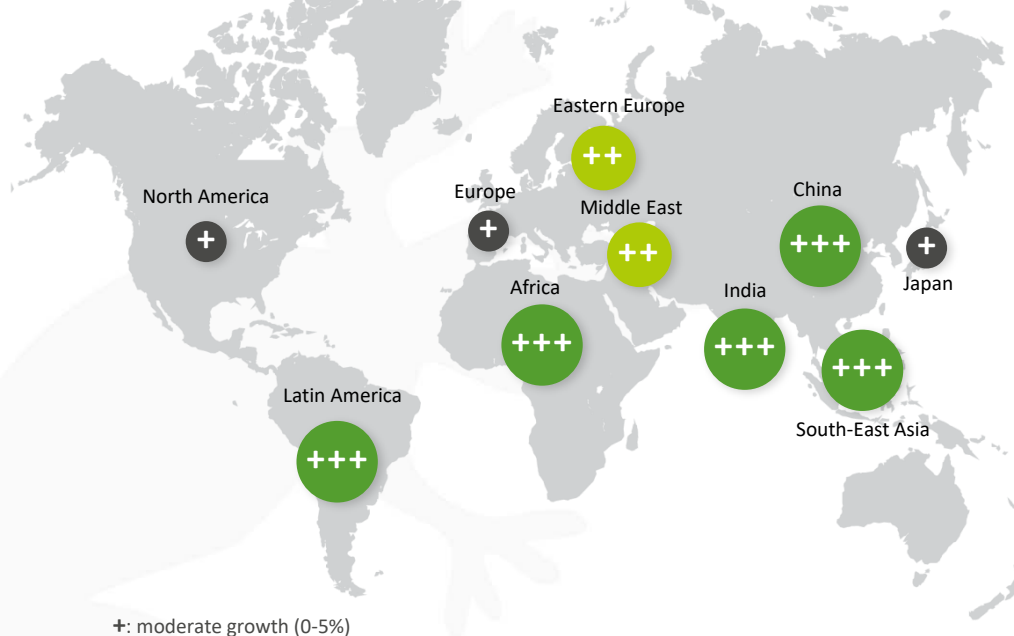 Eastern Europe
++
North America
+
Europe
+
Middle East
++
China
+++
Japan
+
Africa
+++
India
+++
South-East Asia
+++
Latin America
+++
+: moderate growth (0-5%)